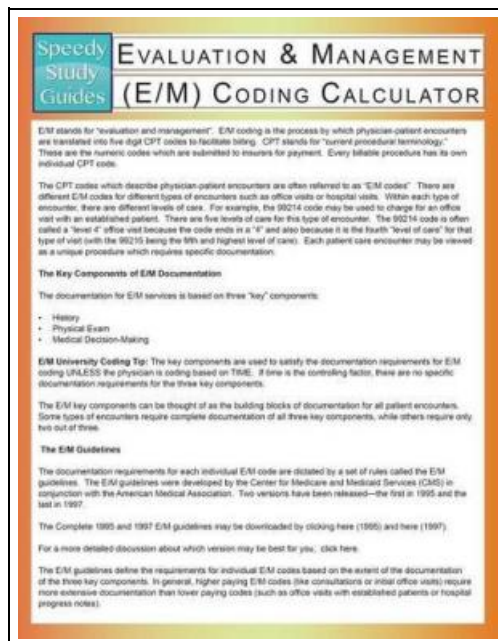 Speedy
Study
Guides
EVALUATION & MANAGEMENT
(E/M) CODING CALCULATOR
E/M stands for "evaluation and management". E/M coding is the process by which physician-patient encounters
are translated into five digit CPT codes to facilitate billing. CPT stands for "current procedural terminology."
These are the numeric codes which are submitted to insurers for payment. Every billable procedure has its own
individual CPT code.
The CPT codes which describe physician-patient encounters are often referred to as "E/M codes". There are
different E/M codes for different types of encounters such as office visits or hospital visits. Within each type of
encounter, there are different levels of care. For example, the 99214 code may be used to charge for an office
visit with an established patient. There are five levels of care for this type of encounter. The 99214 code is often
called a "level 4" office visit because the code ends in a "4" and also because it is the fourth "level of care" for that
type of visit (with the 99215 being the fifth and highest level of care). Each patient care encounter may be viewed
as a unique procedure which requires specific documentation.
The Key Components of E/M Documentation
The documentation for E/M services is based on three "key" components:
• History
• Physical Exam
• Medical Decision-Making
E/M University Coding Tip: The key components are used to satisfy the documentation requirements for E/M
coding UNLESS the physician is coding based on TIME. If time is the controlling factor, there are no specific
documentation requirements for the three key components.
The E/M key components can be thought of as the building blocks of documentation for all patient encounters.
Some types of encounters require complete documentation of all three key components, while others require only
two out of three.
The E/M Guidelines
The documentation requirements for each individual E/M code are dictated by a set of rules called the E/M
guidelines. The E/M guidelines were developed by the Center for Medicare and Medicaid Services (CMS) in
conjunction with the American Medical Association. Two versions have been released—the first in 1995 and the
last in 1997.
The Complete 1995 and 1997 E/M guidelines may be downloaded by clicking here (1995) and here (1997).
For a more detailed discussion about which version may be best for you, click here.
The E/M guidelines define the requirements for individual E/M codes based on the extent of the documentation
of the three key components. In general, higher paying E/M codes (like consultations or initial office visits) require
more extensive documentation than lower paying codes (such as office visits with established patients or hospital
progress notes).